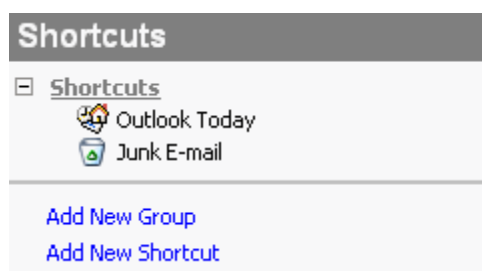 Shortcuts
Shortcuts
Outlook Today
Junk E-mail
Add New Group
Add New Shortcut